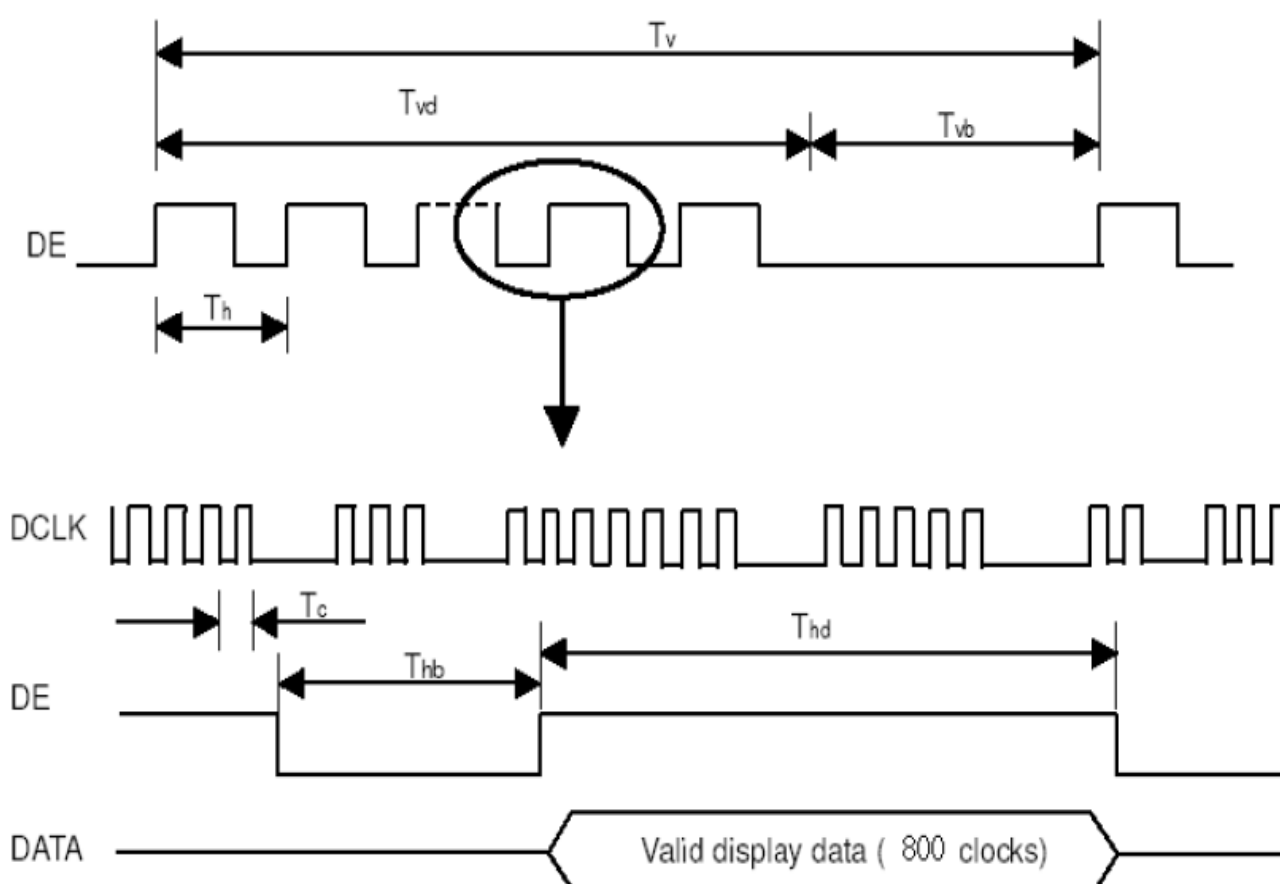 Tv
Tvd
Tvb
DE
Th
DCLK
Tc
Thd
Thb
DE
DATA
Valid display data ( 800 clocks)